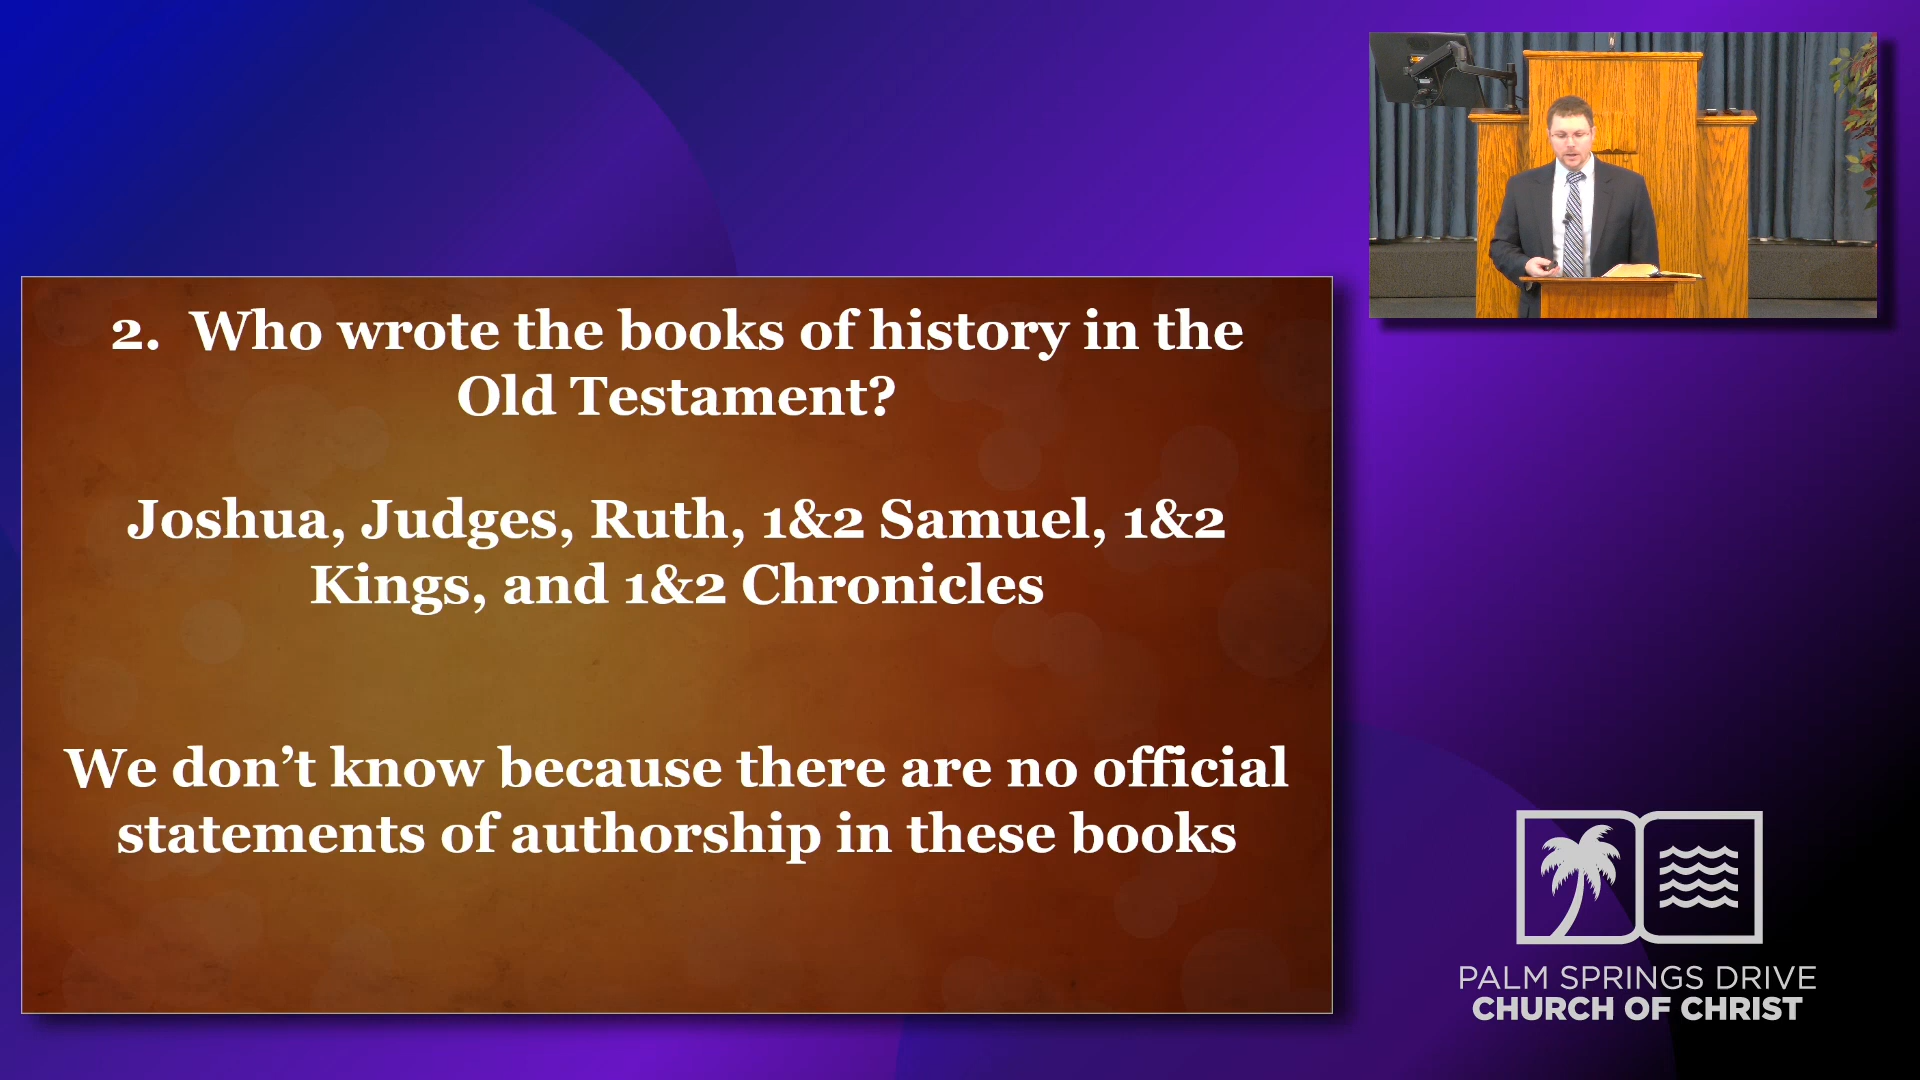 2. Who wrote the books of history in the
Old Testament?
Joshua, Judges, Ruth, 1&2 Samuel, 1&2
Kings, and 1&2 Chronicles
We don’t know because there are no official
statements of authorship in these books
PALM SPRINGS DRIVE
CHURCH OF CHRIST